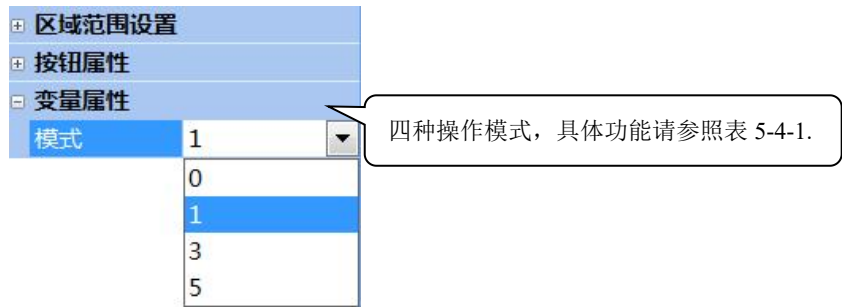 区域范围设置
按钮属性
变量属性
四种操作模式，具体功能请参照表 5-4-1.
模式 1
0
1
3
5